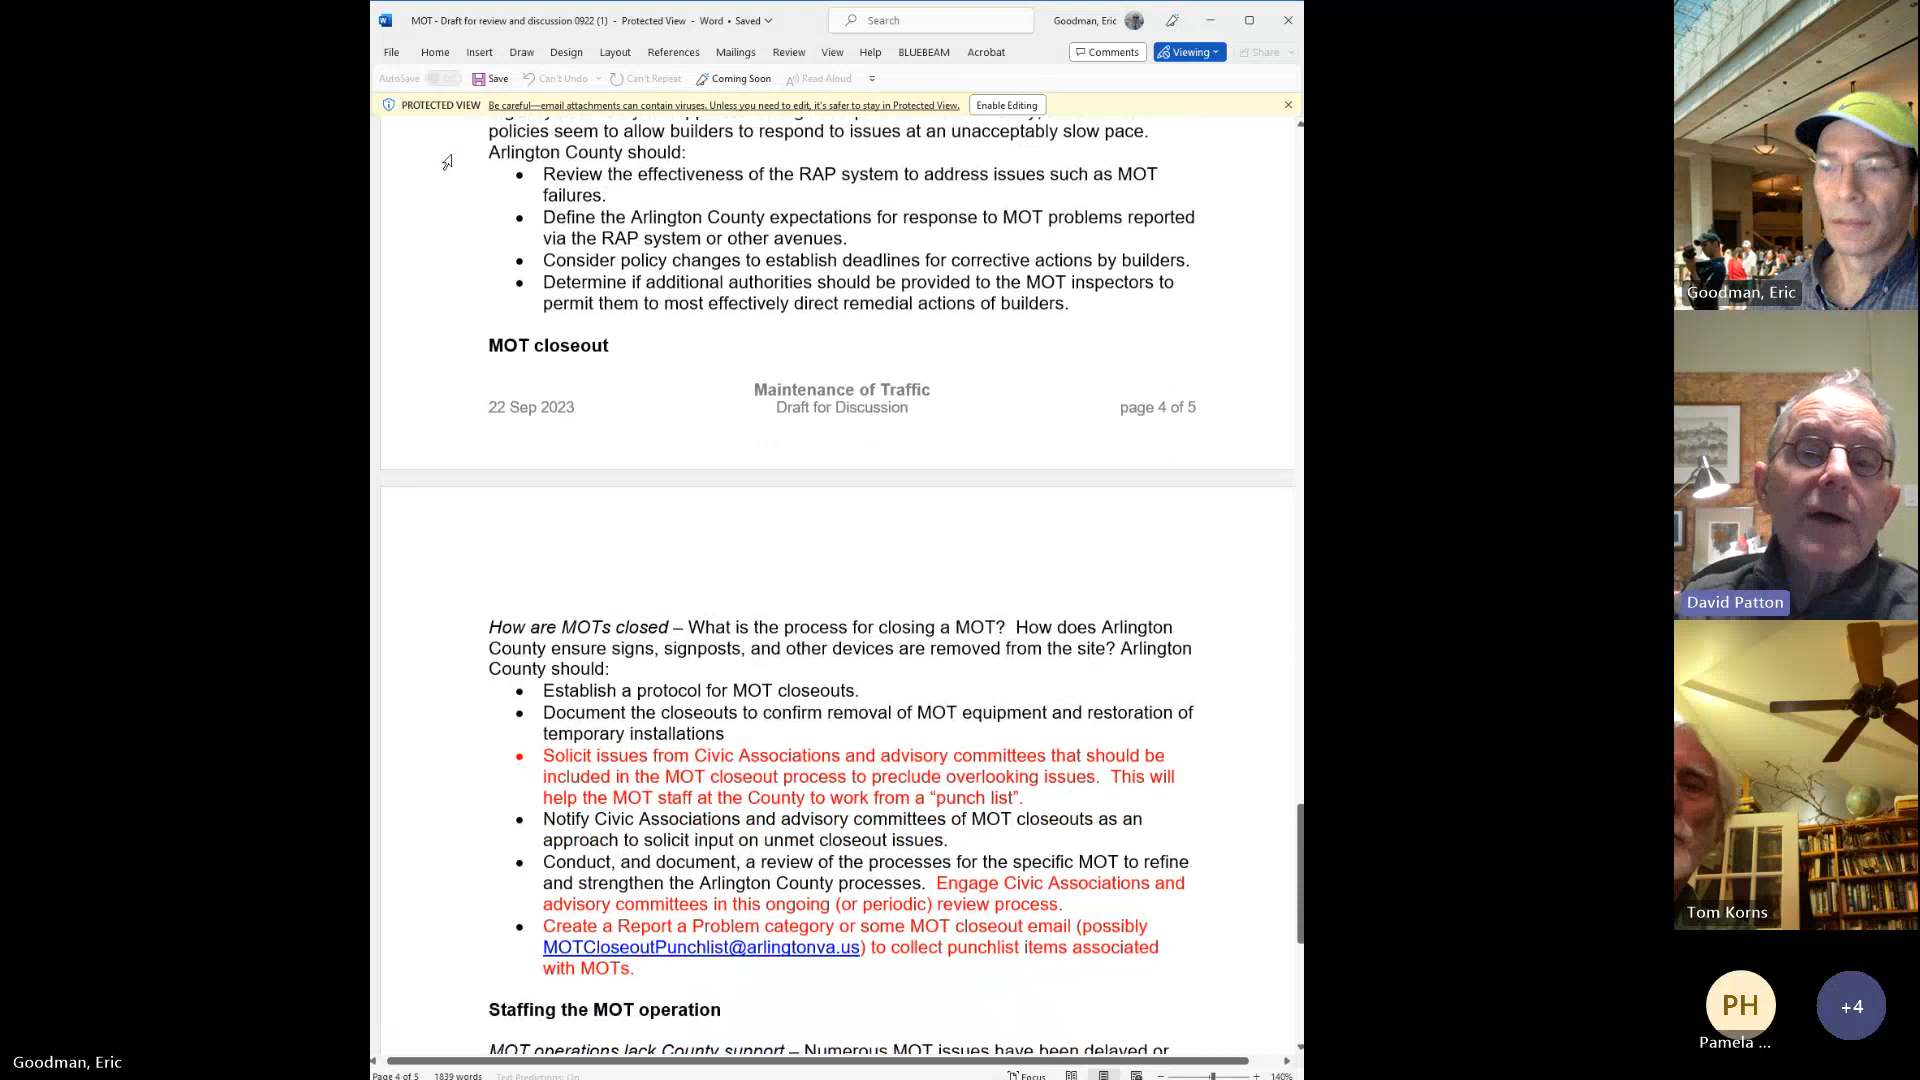 MOT - Draft for review and discussion 0922 (1) - Protected View - Word • Saved
Search
Goodman, Eric
File Home Insert Draw Design Layout References Mailings Review View Help BLUEBEAM Acrobat
Comments Viewing Share
AutoSave Off Save Can't Undo Can't Repeat Coming Soon Read Aloud
PROTECTED VIEW Be careful—email attachments can contain viruses. Unless you need to edit, it's safer to stay in Protected View. Enable Editing
policies seem to allow builders to respond to issues at an unacceptably slow pace.
Arlington County should:
• Review the effectiveness of the RAP system to address issues such as MOT
failures.
• Define the Arlington County expectations for response to MOT problems reported
via the RAP system or other avenues.
• Consider policy changes to establish deadlines for corrective actions by builders.
• Determine if additional authorities should be provided to the MOT inspectors to
permit them to most effectively direct remedial actions of builders.
MOT closeout
Maintenance of Traffic
22 Sep 2023 Draft for Discussion page 4 of 5
How are MOTs closed – What is the process for closing a MOT?  How does Arlington
County ensure signs, signposts, and other devices are removed from the site? Arlington
County should:
• Establish a protocol for MOT closeouts.
• Document the closeouts to confirm removal of MOT equipment and restoration of
temporary installations
• Solicit issues from Civic Associations and advisory committees that should be
included in the MOT closeout process to preclude overlooking issues.  This will
help the MOT staff at the County to work from a “punch list”.
• Notify Civic Associations and advisory committees of MOT closeouts as an
approach to solicit input on unmet closeout issues.
• Conduct, and document, a review of the processes for the specific MOT to refine
and strengthen the Arlington County processes.  Engage Civic Associations and
advisory committees in this ongoing (or periodic) review process.
• Create a Report a Problem category or some MOT closeout email (possibly
MOTCloseoutPunchlist@arlingtonva.us) to collect punchlist items associated
with MOTs.
Staffing the MOT operation
MOT operations lack County support – Numerous MOT issues have been delayed or
Page 4 of 5 1839 words Text Predictions: On Focus 140%
Goodman, Eric
David Patton
Tom Korns
PH
+4
Pamela ...
Goodman, Eric